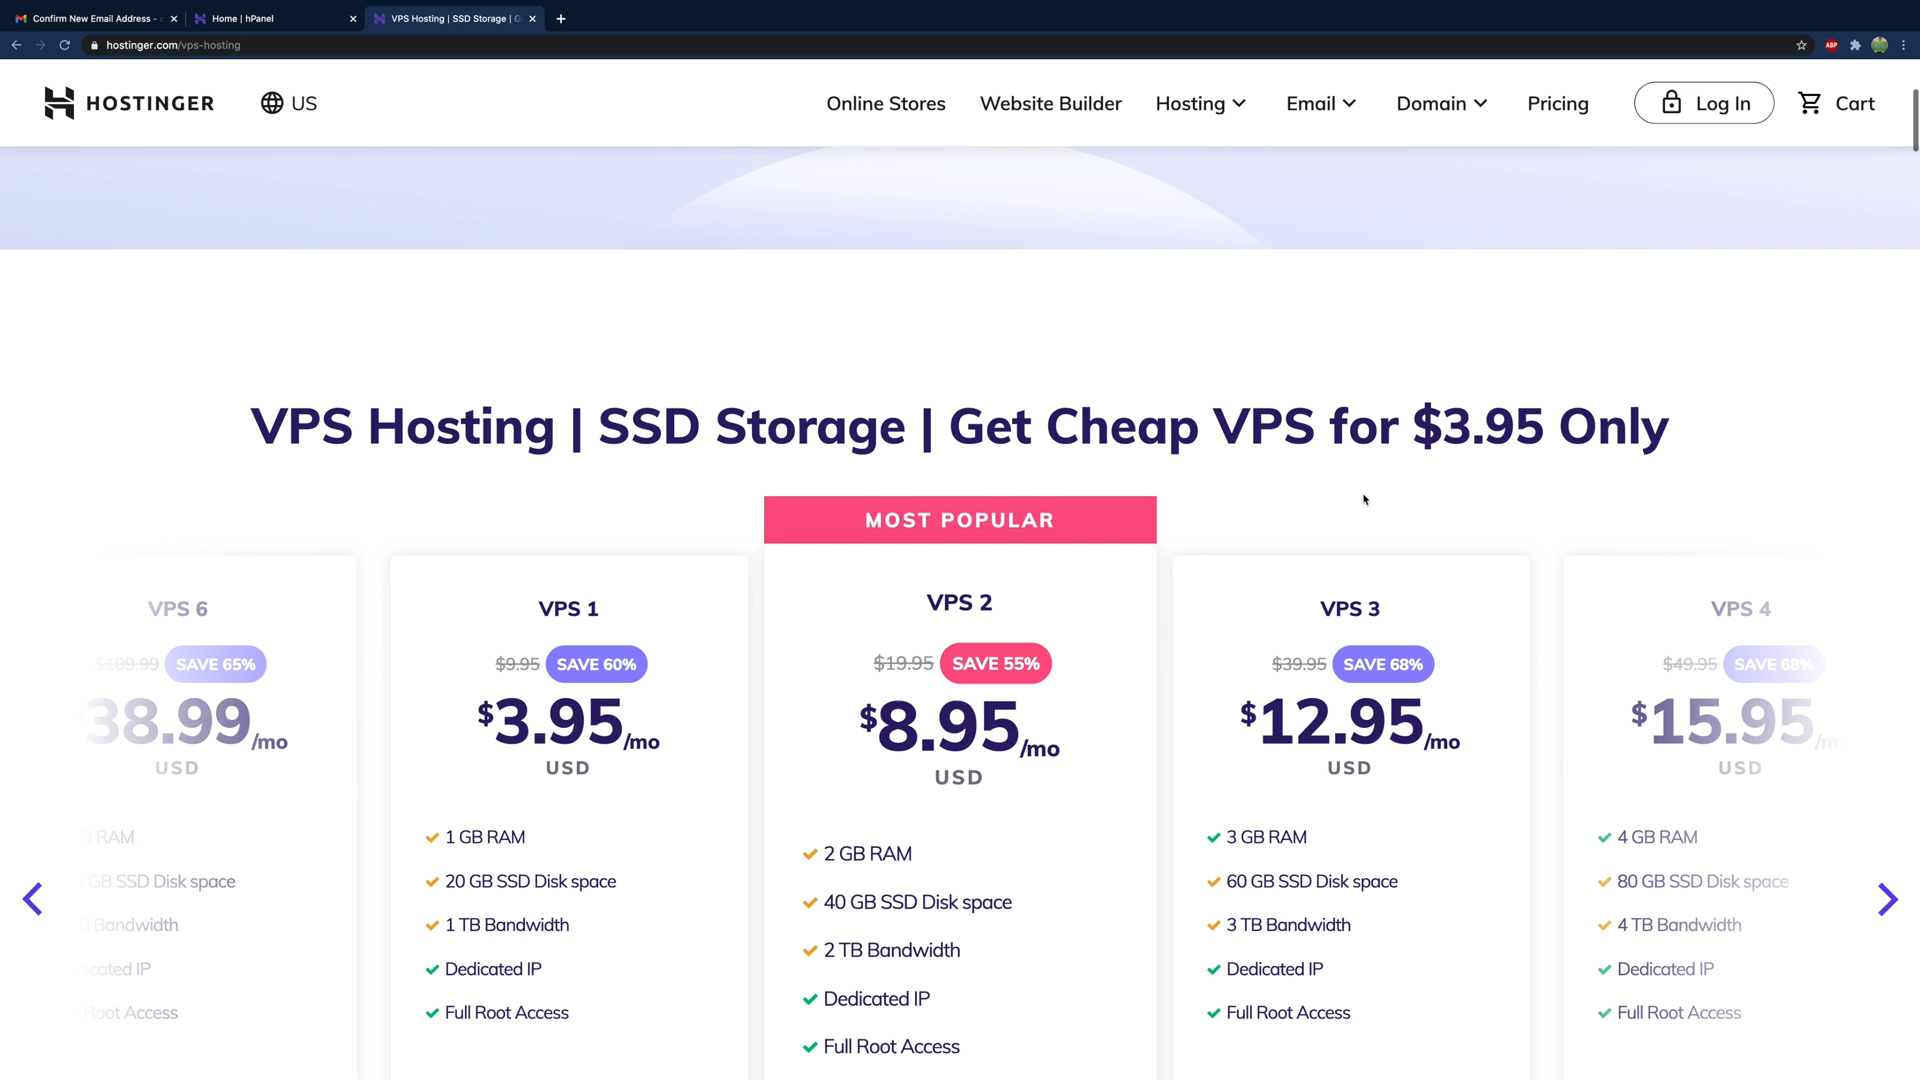 Confirm New Email Address -
Home | hPanel
VPS Hosting | SSD Storage | G
hostinger.com/vps-hosting
ABP
HOSTINGER
US
Online Stores
Website Builder
Hosting
Email
Domain
Pricing
Log In
Cart
VPS Hosting | SSD Storage | Get Cheap VPS for $3.95 Only
MOST POPULAR
VPS 6
$109.99 SAVE 65%
38.99/mo
USD
RAM
GB SSD Disk space
Bandwidth
icated IP
Root Access
VPS 1
$9.95 SAVE 60%
$3.95/mo
USD
1 GB RAM
20 GB SSD Disk space
1 TB Bandwidth
Dedicated IP
Full Root Access
VPS 2
$19.95 SAVE 55%
$8.95/mo
USD
2 GB RAM
40 GB SSD Disk space
2 TB Bandwidth
Dedicated IP
Full Root Access
VPS 3
$39.95 SAVE 68%
$12.95/mo
USD
3 GB RAM
60 GB SSD Disk space
3 TB Bandwidth
Dedicated IP
Full Root Access
VPS 4
$49.95 SAVE 68%
$15.95/m
USD
4 GB RAM
80 GB SSD Disk space
4 TB Bandwidth
Dedicated IP
Full Root Access